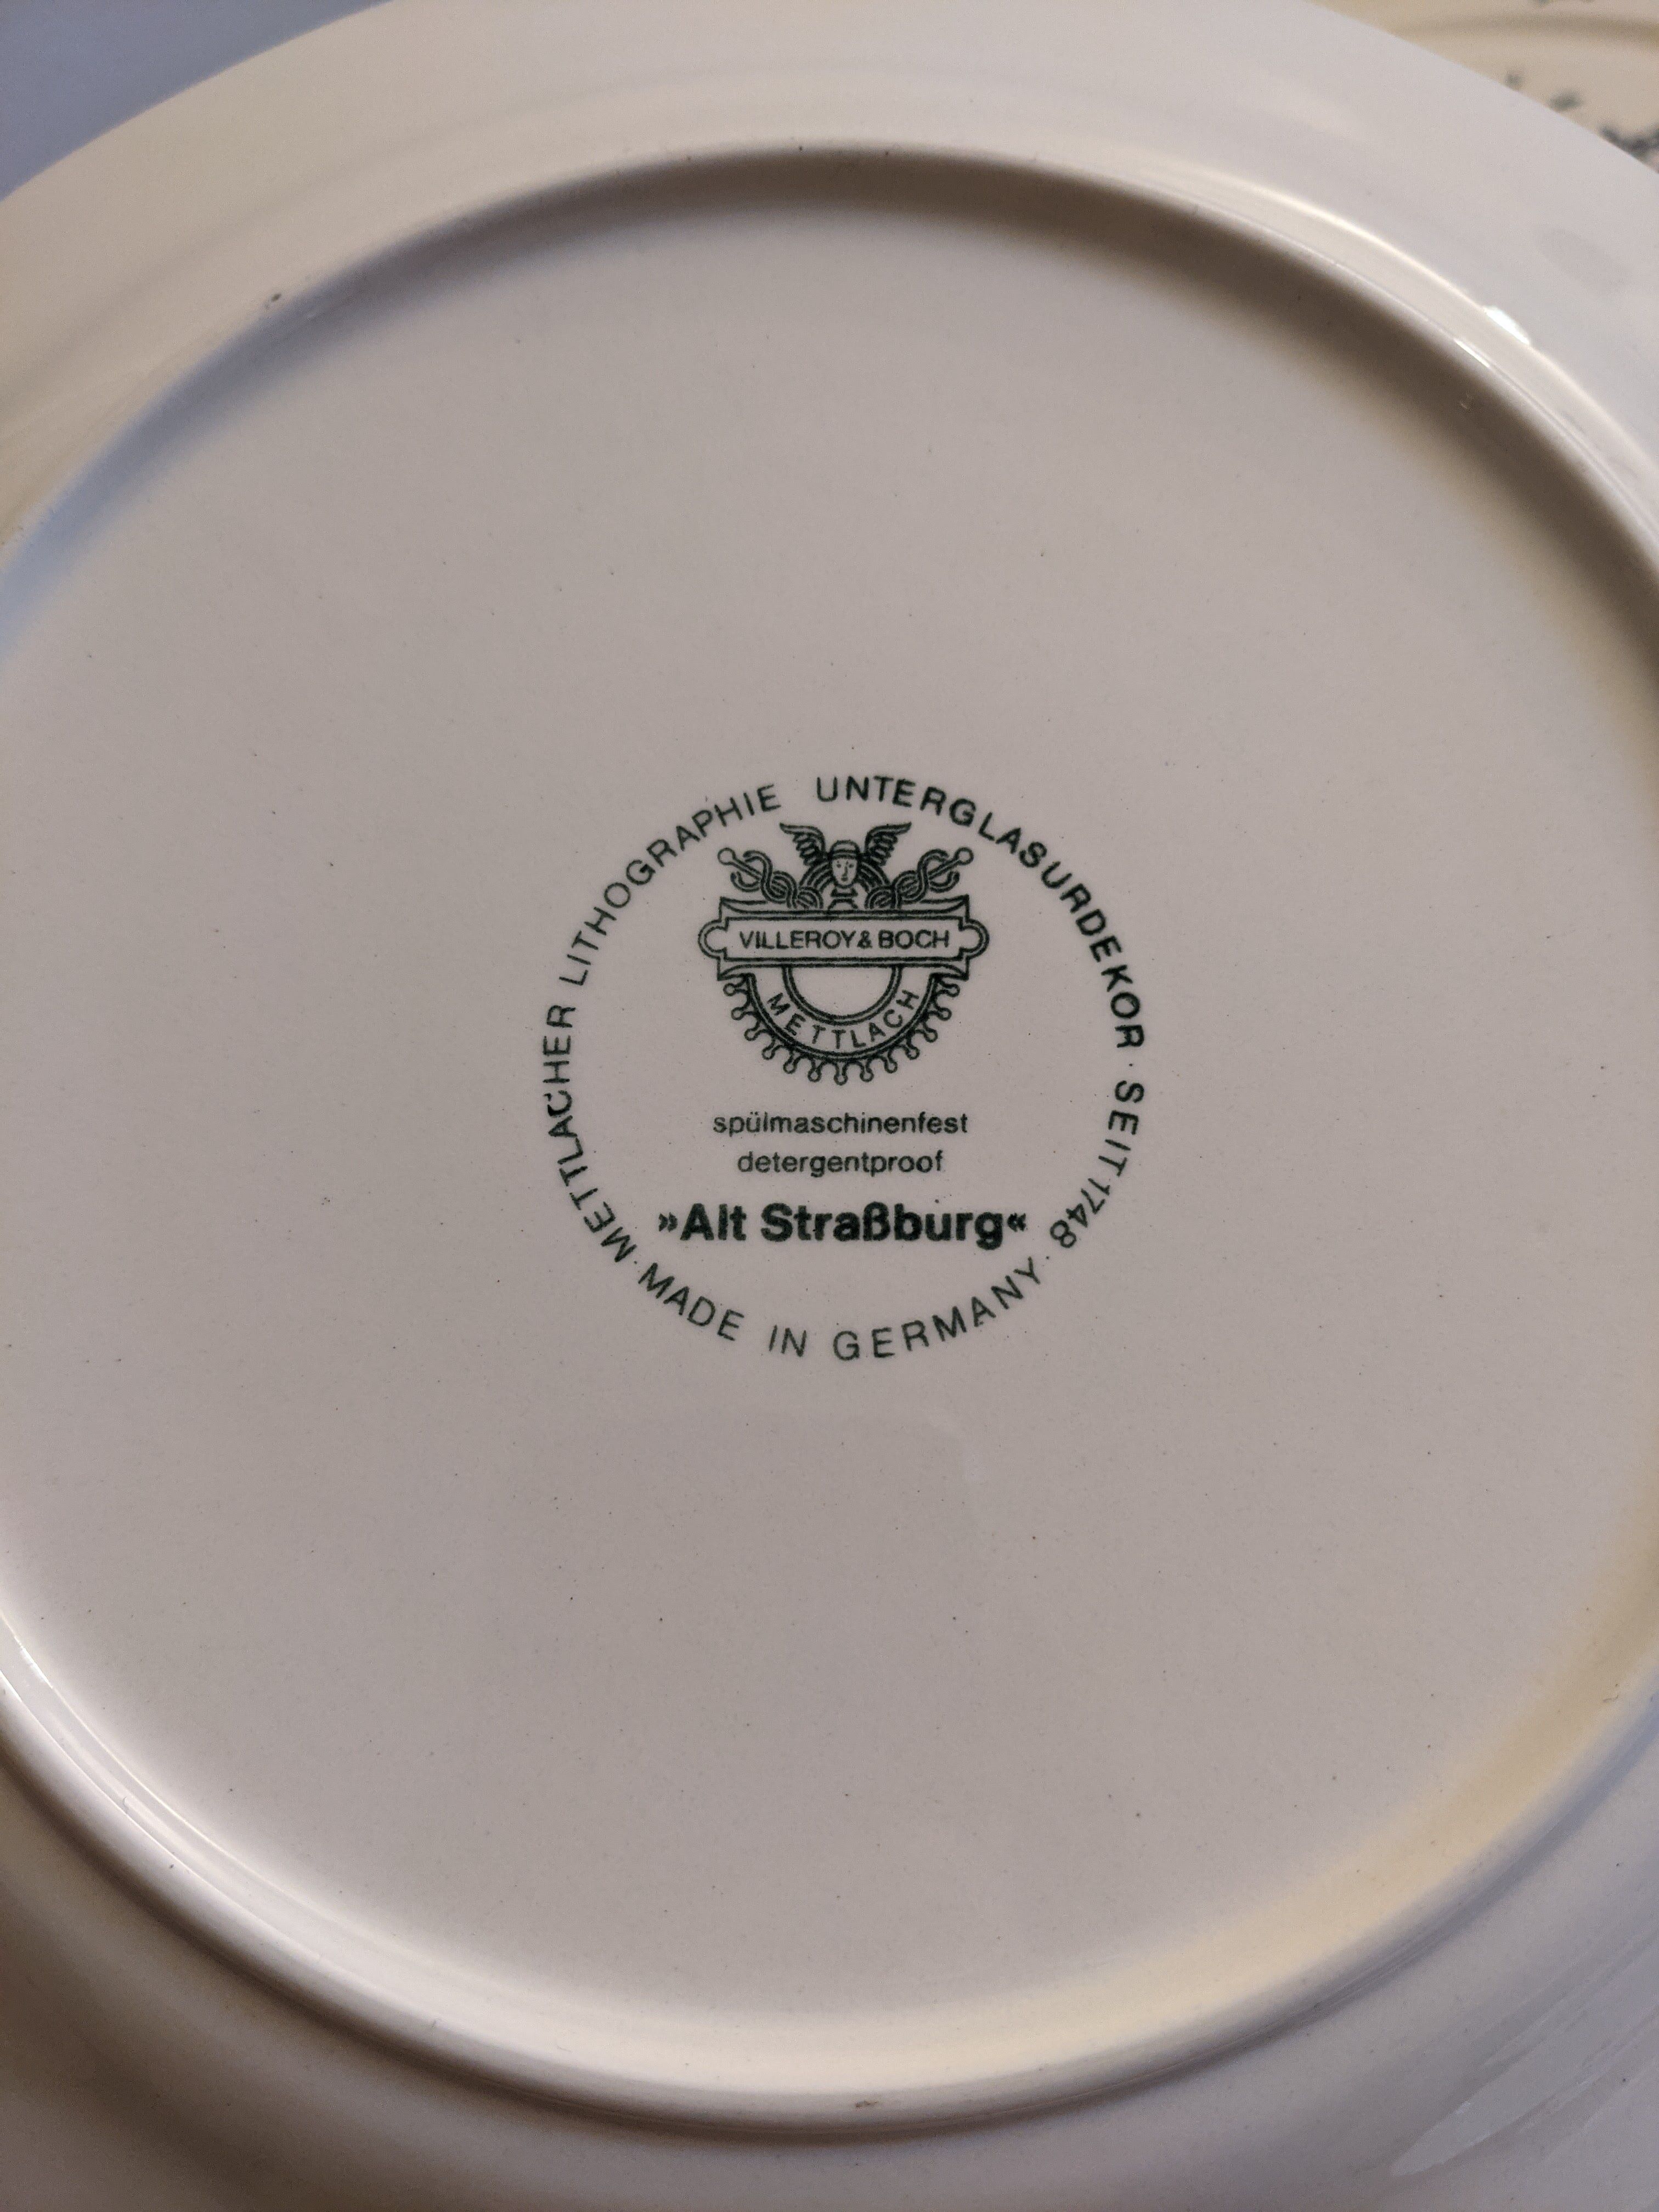 METTLACHER LITHOGRAPHIE UNTERGLASURDEKOR · SEIT 1748 ·
VILLEROY & BOCH
METTLACH
spülmaschinenfest
detergentproof
»Alt Straßburg«
MADE IN GERMANY